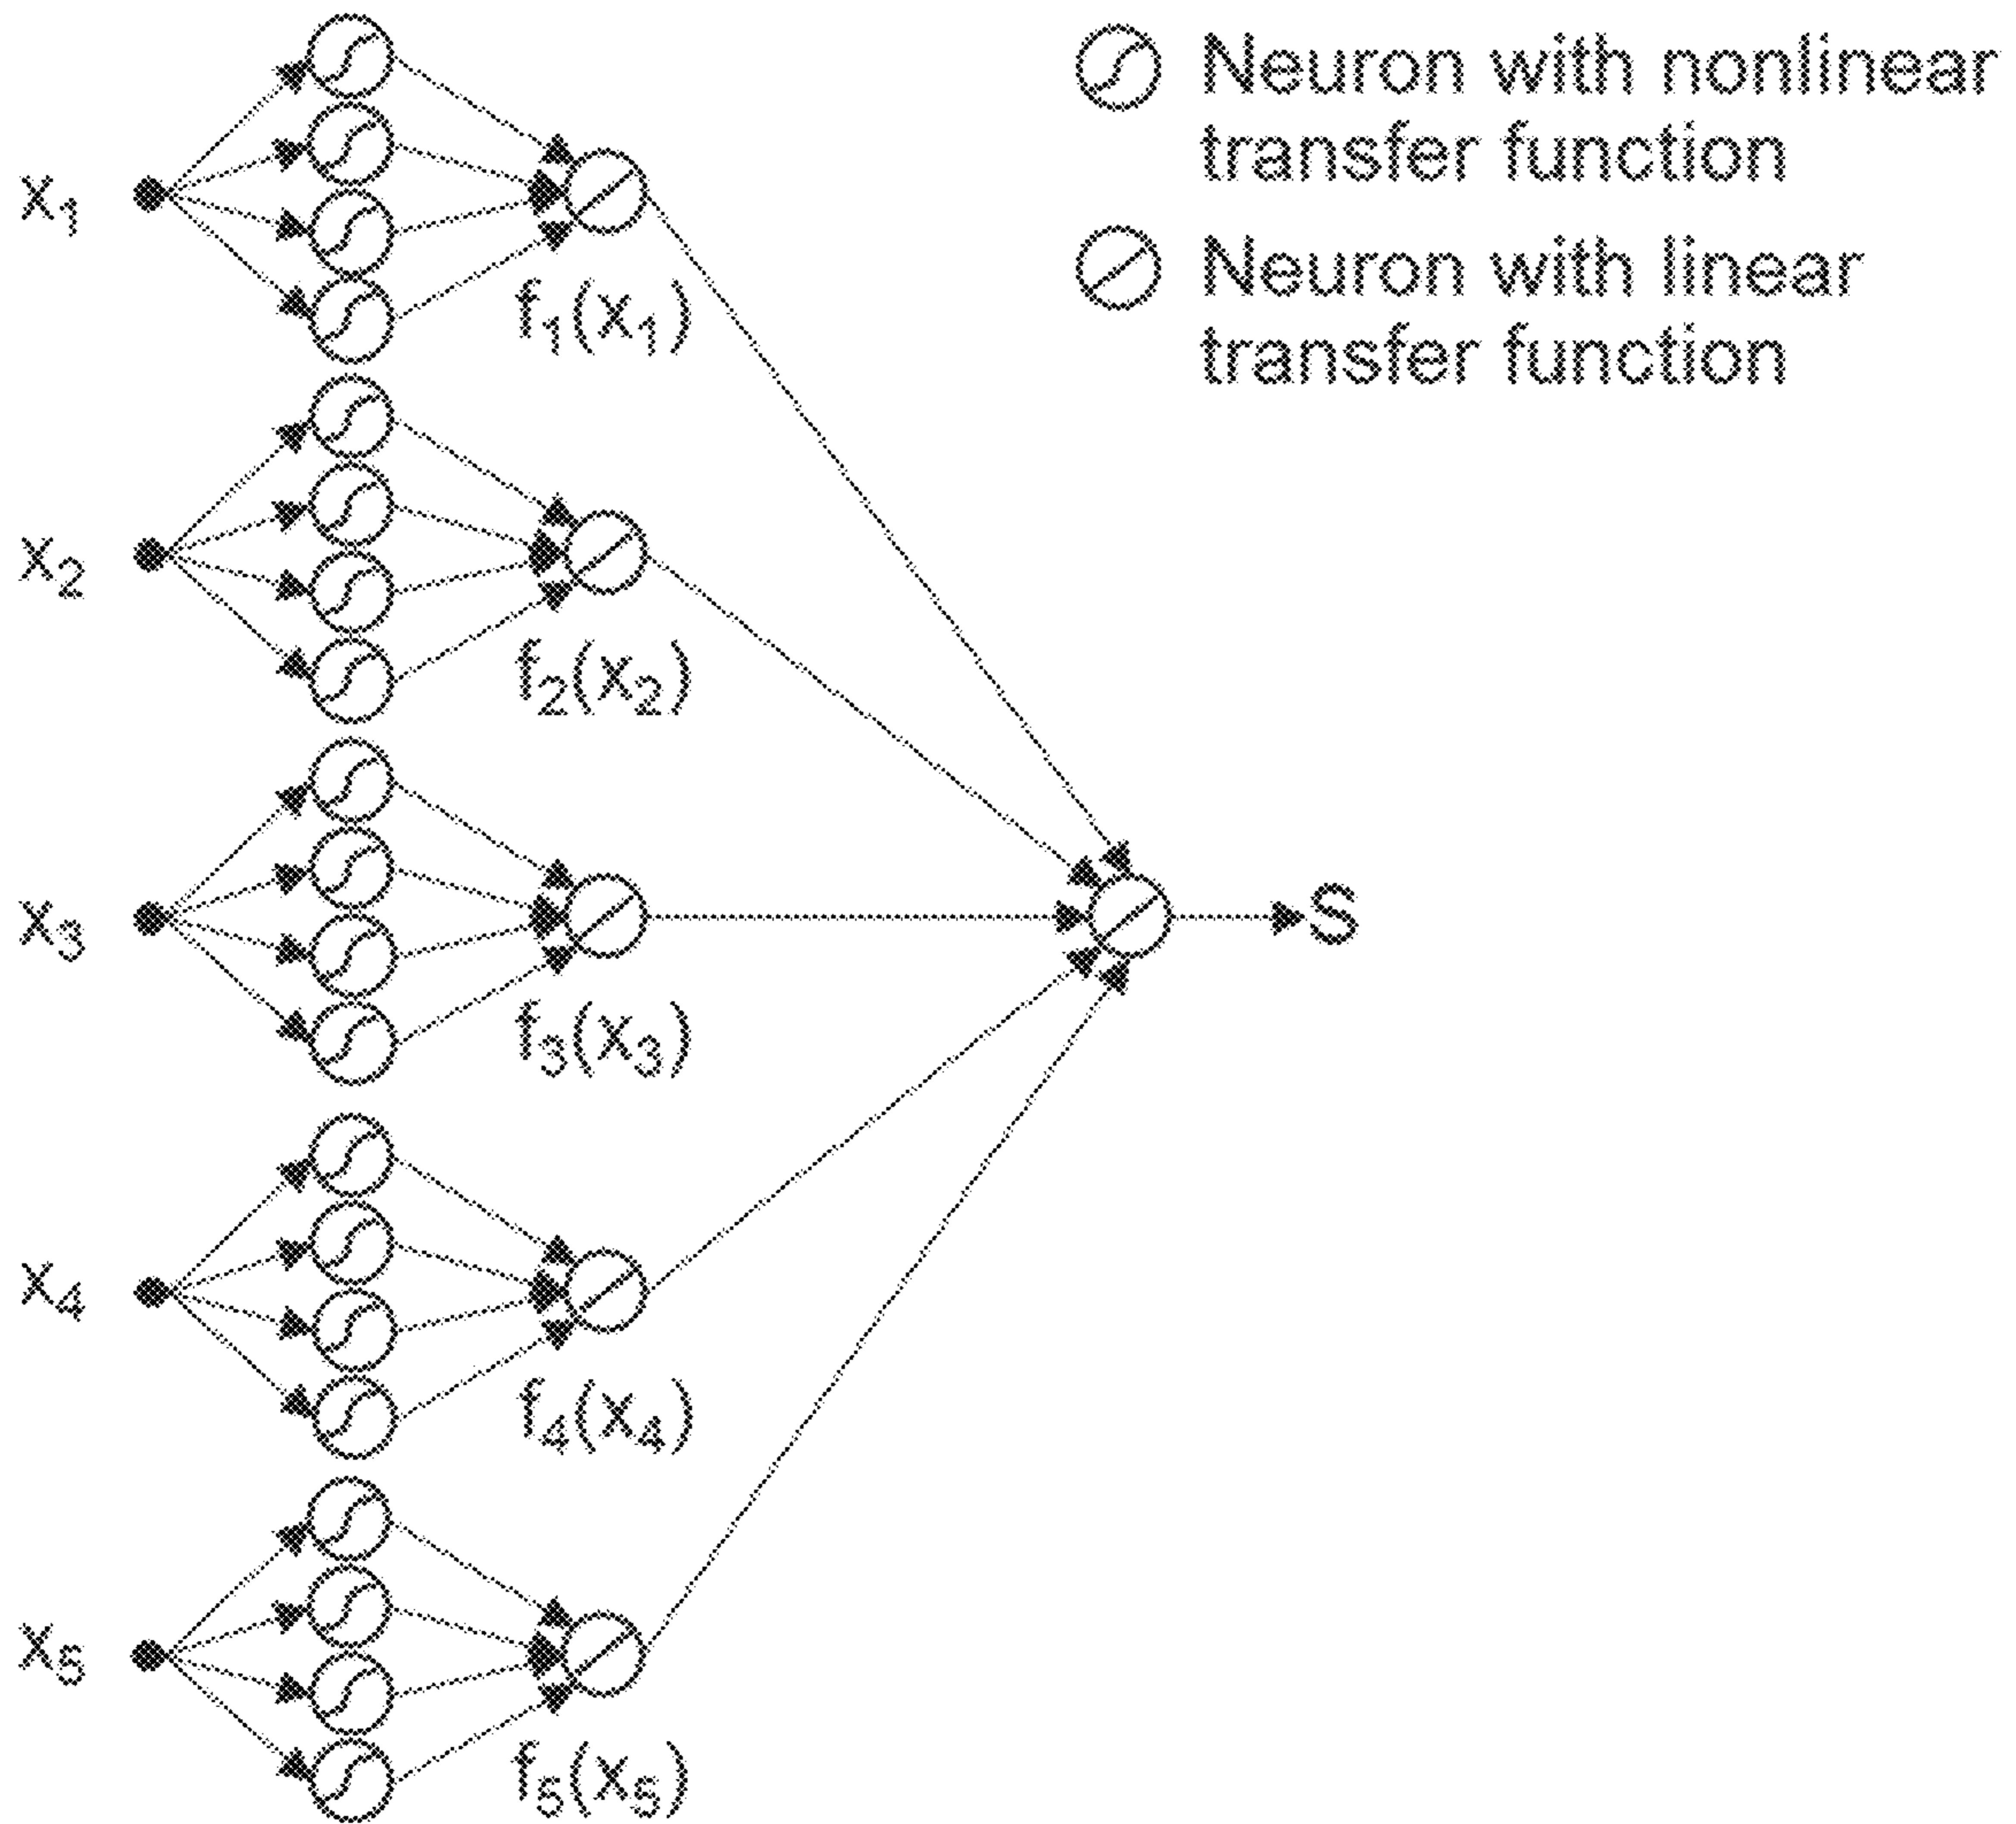 Neuron with nonlinear
transfer function
Neuron with linear
transfer function
x₁
f₁(x₁)
x₂
f₂(x₂)
x₃
S
f₃(x₃)
x₄
f₄(x₄)
x₅
f₅(x₅)